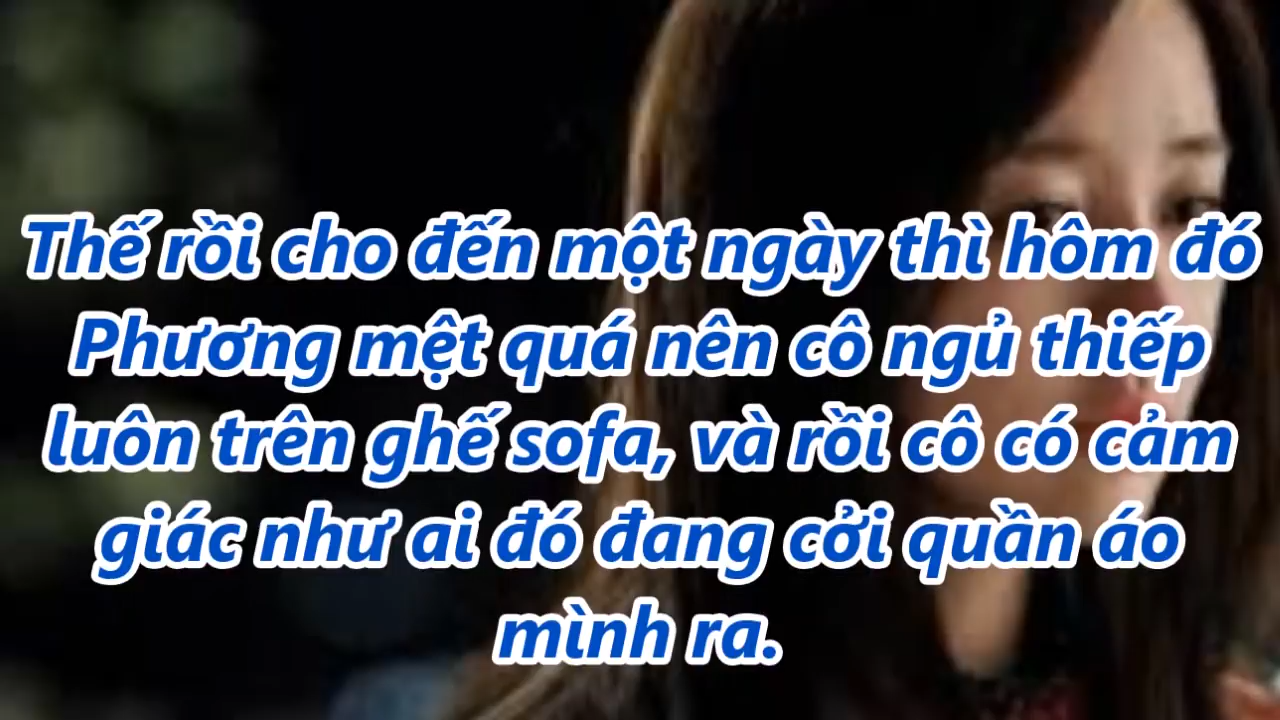 Thế rồi cho đến một ngày thì hôm đó
Phương mệt quá nên cô ngủ thiếp
luôn trên ghế sofa, và rồi cô có cảm
giác như ai đó đang cởi quần áo
mình ra.